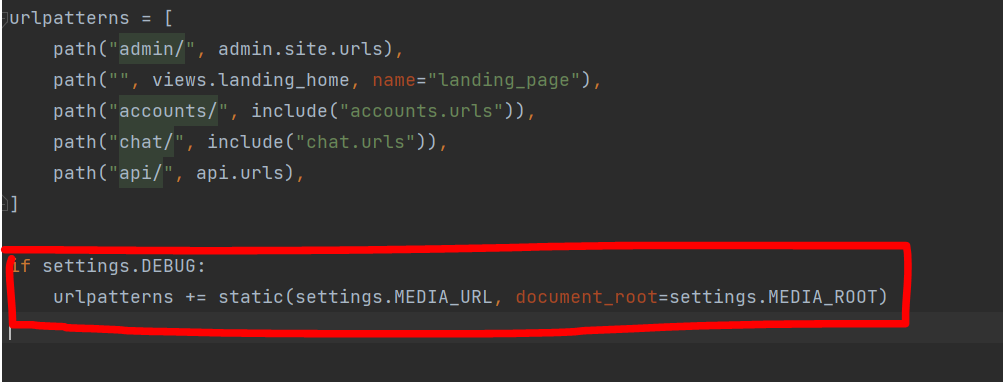 urlpatterns = [
path("admin/", admin.site.urls),
path("", views.landing_home, name="landing_page"),
path("accounts/", include("accounts.urls")),
path("chat/", include("chat.urls")),
path("api/", api.urls),
]
if settings.DEBUG:
urlpatterns += static(settings.MEDIA_URL, document_root=settings.MEDIA_ROOT)